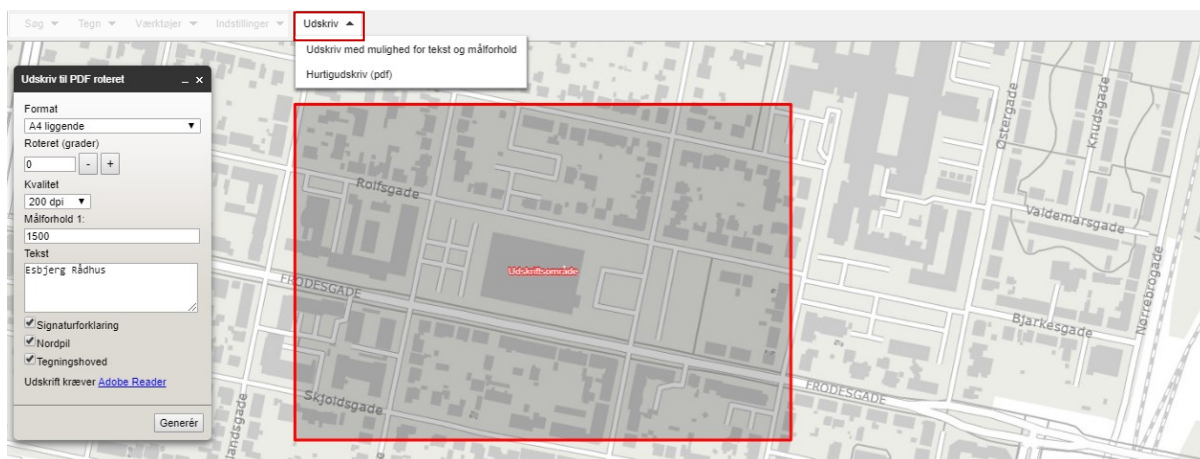 Søg Tegn Værktøjer Indstillinger Udskriv
Udskriv med mulighed for tekst og målforhold
Hurtigudskriv (pdf)
Udskriv til PDF roteret
Format
A4 liggende
Roteret (grader)
0 - +
Kvalitet
200 dpi
Målforhold 1:
1500
Tekst
Esbjerg Rådhus
Signaturforklaring
Nordpil
Tegningshoved
Udskrift kræver Adobe Reader
Generér
Rolfsgade
Udskriftsområde
FRODESGADE
Skjoldsgade
landsgade
Østergade
Knudsgade
Valdemarsgade
Nørrebrogade
Bjarkesgade
FRODESGADE